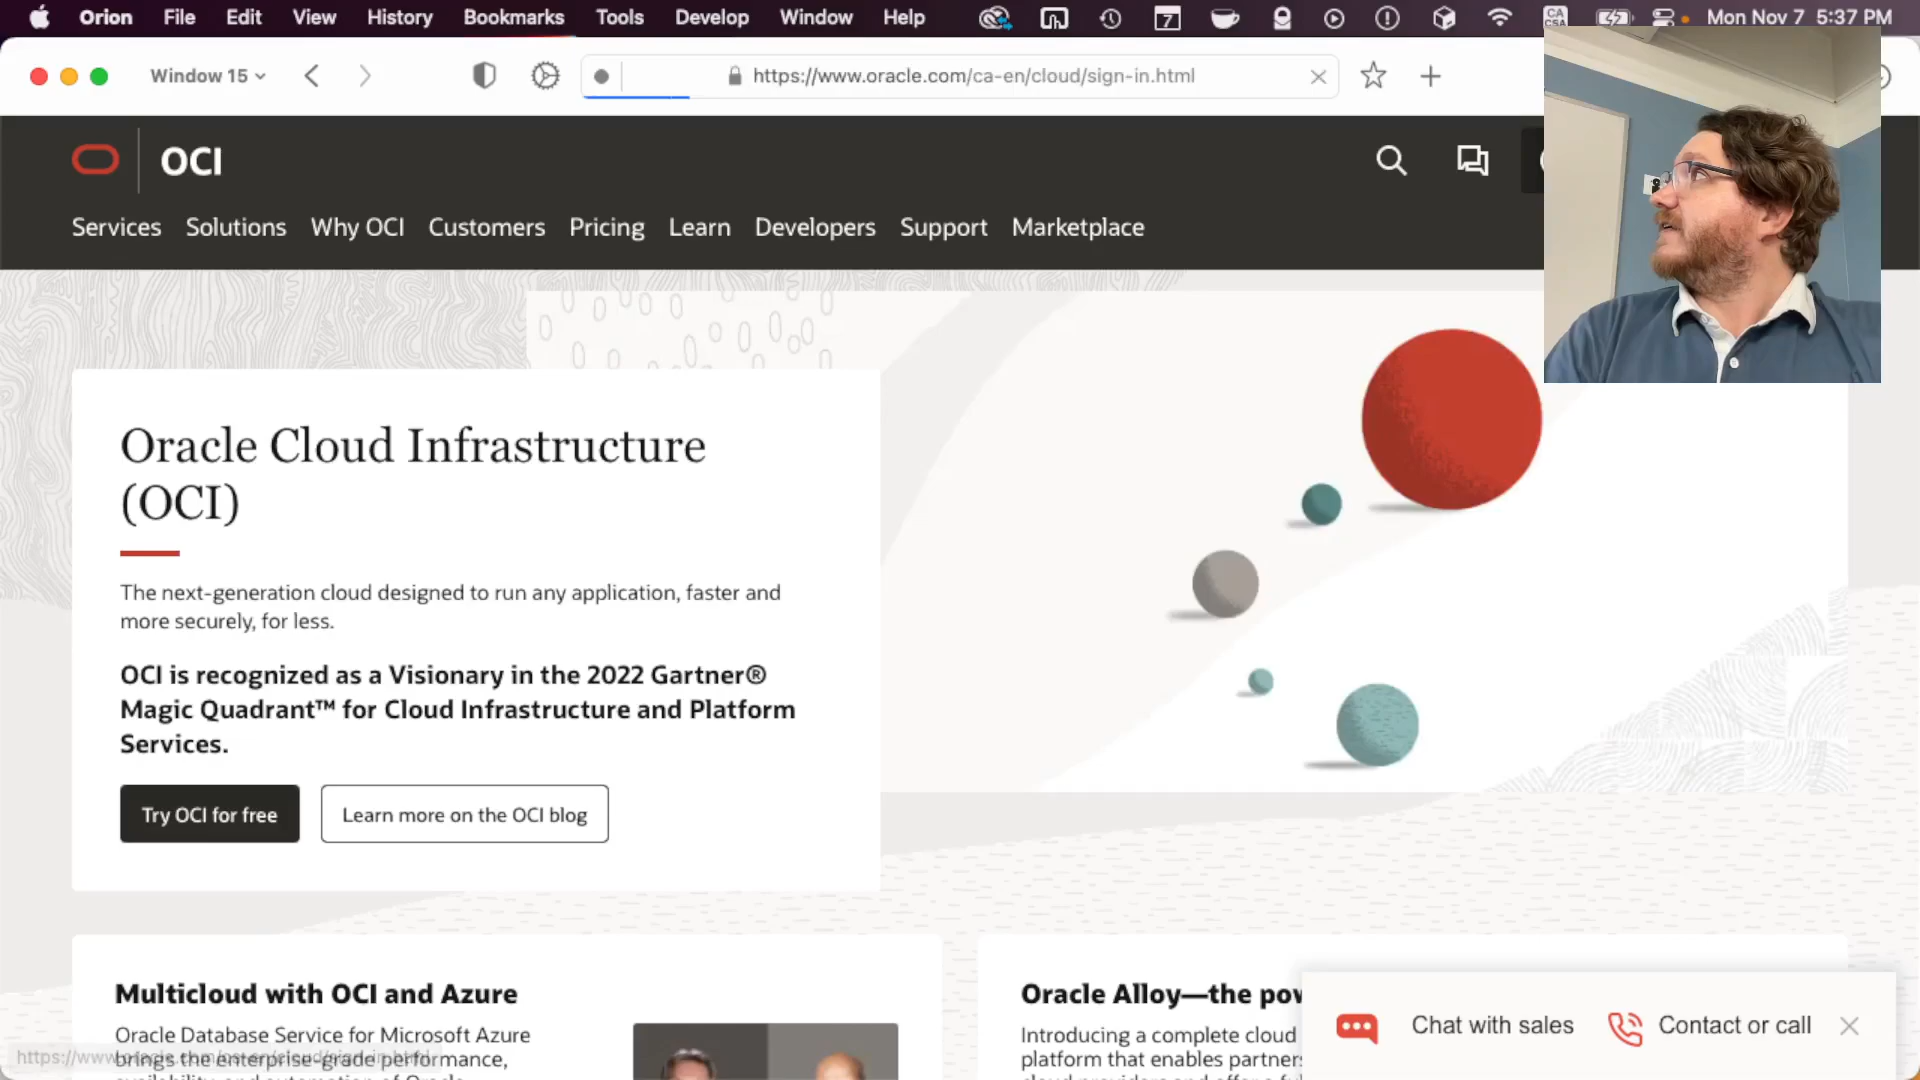 Orion File Edit View History Bookmarks Tools Develop Window Help 7 CA CSA Mon Nov 7 5:37 PM
Window 15 https://www.oracle.com/ca-en/cloud/sign-in.html
OCI
Services Solutions Why OCI Customers Pricing Learn Developers Support Marketplace
Oracle Cloud Infrastructure
(OCI)
The next-generation cloud designed to run any application, faster and
more securely, for less.
OCI is recognized as a Visionary in the 2022 Gartner®
Magic Quadrant™ for Cloud Infrastructure and Platform
Services.
Try OCI for free
Learn more on the OCI blog
Multicloud with OCI and Azure
Oracle Database Service for Microsoft Azure
brings the enterprise-grade performance,
Oracle Alloy—the pow
Introducing a complete cloud
platform that enables partners
Chat with sales
Contact or call